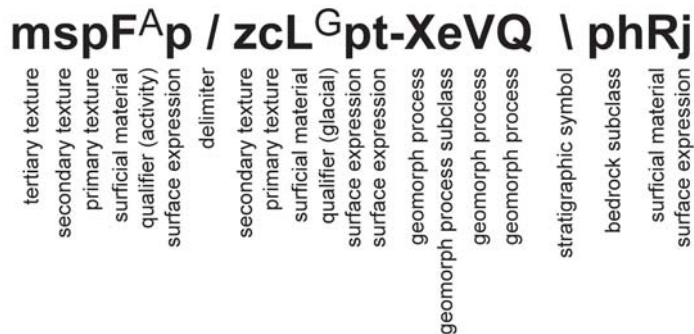 mspFᴬp / zcLᴳpt-XeVQ \ phRj
tertiary texture
secondary texture
primary texture
surficial material
qualifier (activity)
surface expression
delimiter
secondary texture
primary texture
surficial material
qualifier (glacial)
surface expression
surface expression
geomorph process
geomorph process subclass
geomorph process
geomorph process
stratigraphic symbol
bedrock subclass
surficial material
surface expression